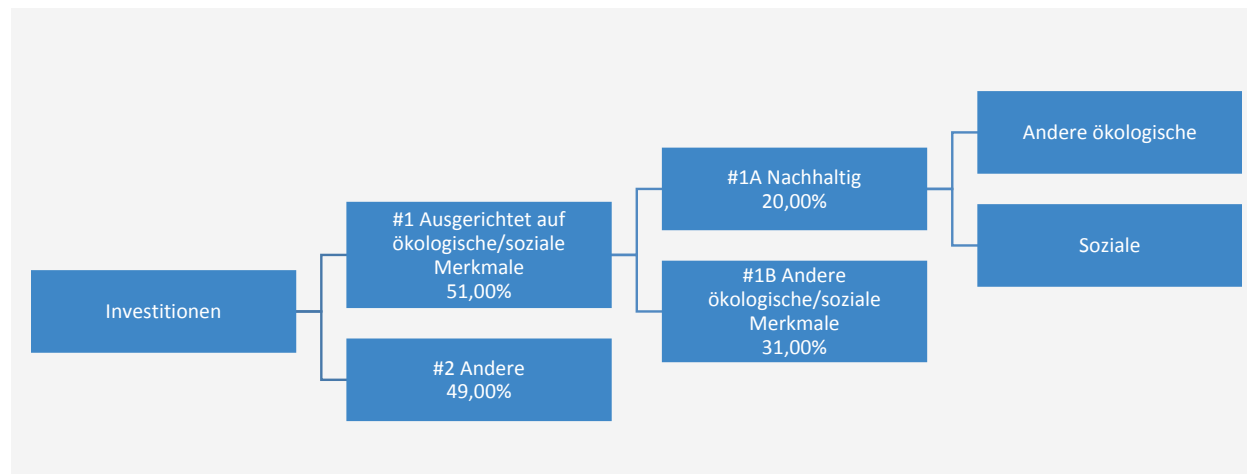 Investitionen
#1 Ausgerichtet auf
ökologische/soziale
Merkmale
51,00%
#2 Andere
49,00%
#1A Nachhaltig
20,00%
#1B Andere
ökologische/soziale
Merkmale
31,00%
Andere ökologische
Soziale